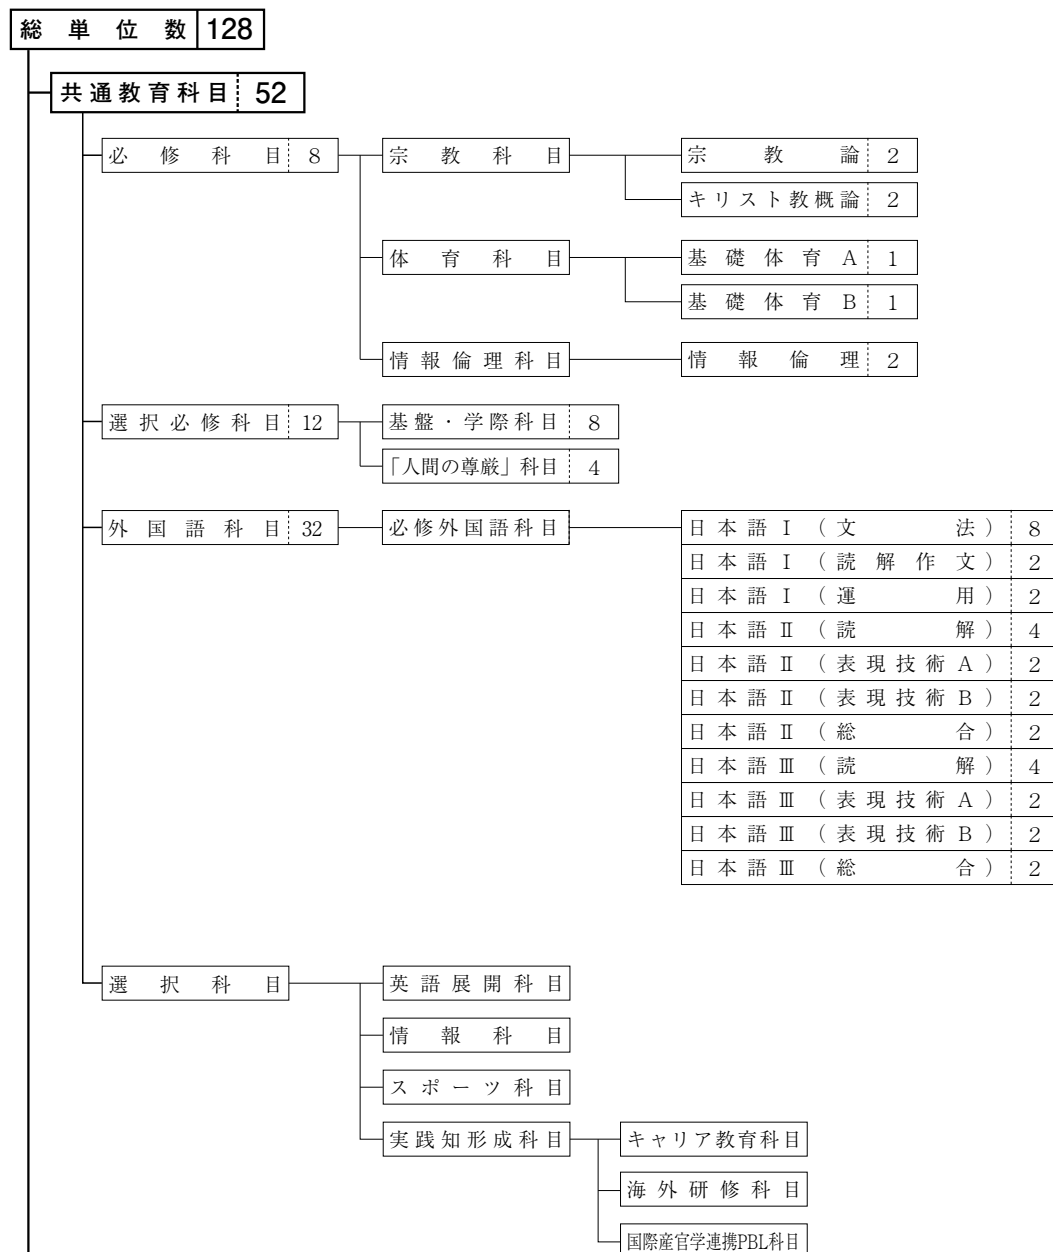 総単位数 128
共通教育科目 52
必修科目 8 宗教科目 宗教論 2
キリスト教概論 2
体育科目 基礎体育A 1
基礎体育B 1
情報倫理科目 情報倫理 2
選択必修科目 12 基盤・学際科目 8
「人間の尊厳」科目 4
外国語科目 32 必修外国語科目 日本語Ⅰ(文法) 8
日本語Ⅰ(読解作文) 2
日本語Ⅰ(運用) 2
日本語Ⅱ(読解) 4
日本語Ⅱ(表現技術A) 2
日本語Ⅱ(表現技術B) 2
日本語Ⅱ(総合) 2
日本語Ⅲ(読解) 4
日本語Ⅲ(表現技術A) 2
日本語Ⅲ(表現技術B) 2
日本語Ⅲ(総合) 2
選択科目 英語展開科目
情報科目
スポーツ科目
実践知形成科目 キャリア教育科目
海外研修科目
国際産官学連携PBL科目